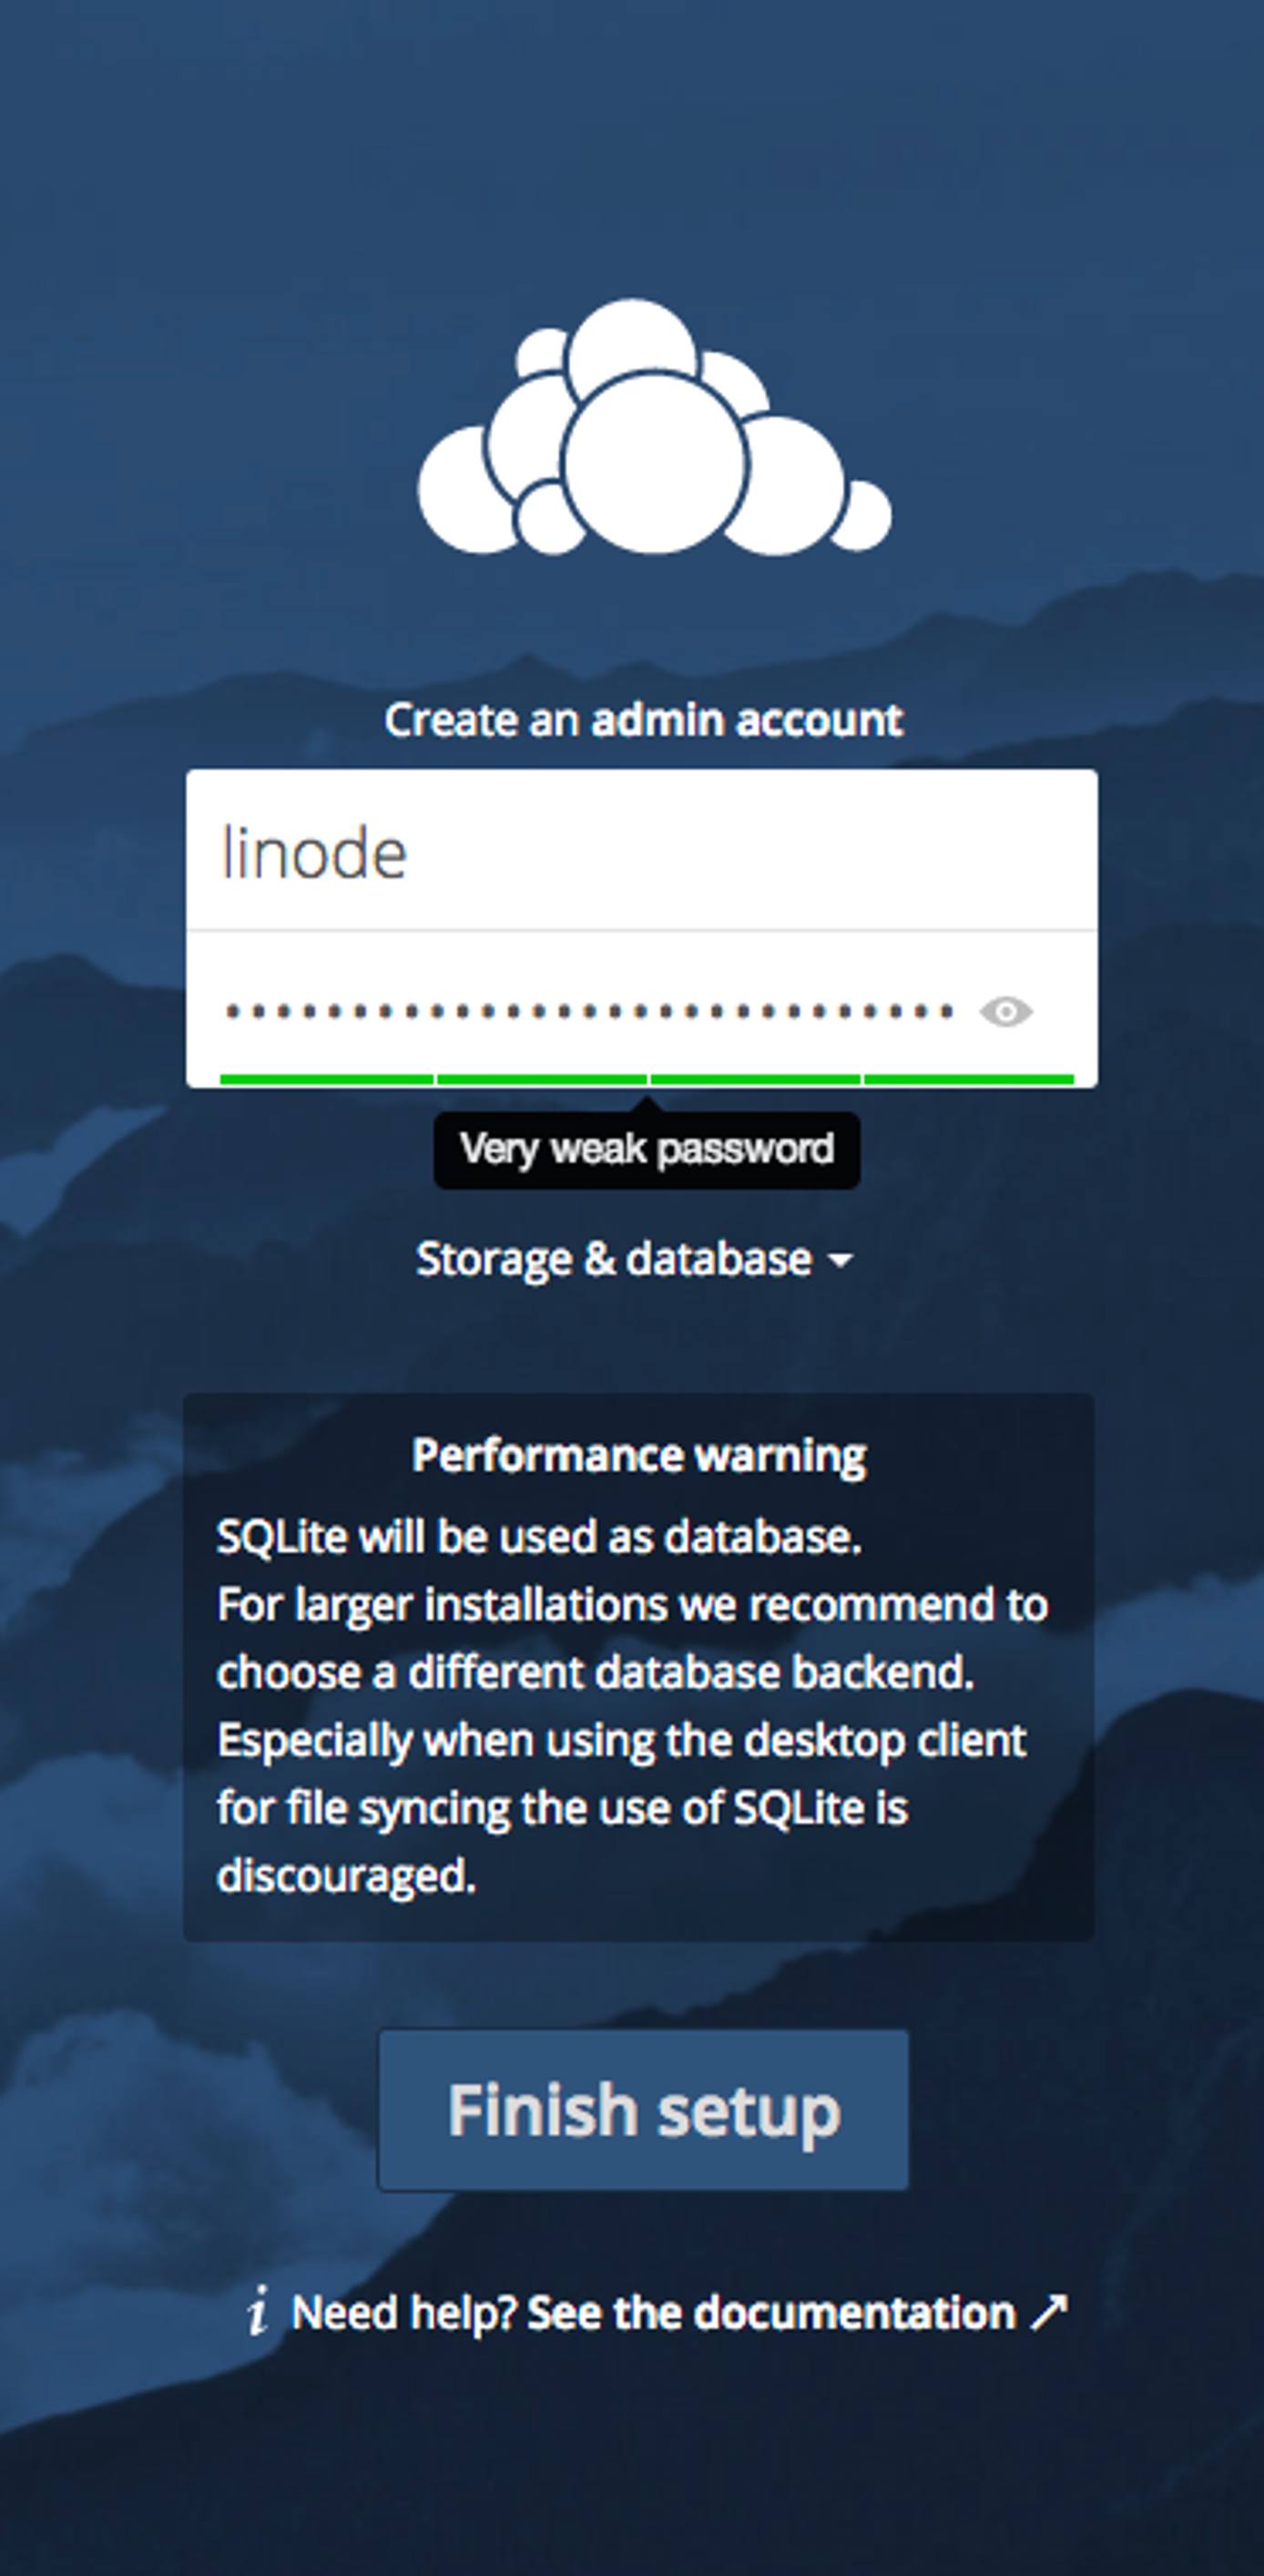 Create an admin account
linode
Very weak password
Storage & database
Performance warning
SQLite will be used as database.
For larger installations we recommend to
choose a different database backend.
Especially when using the desktop client
for file syncing the use of SQLite is
discouraged.
Finish setup
i Need help? See the documentation ↗